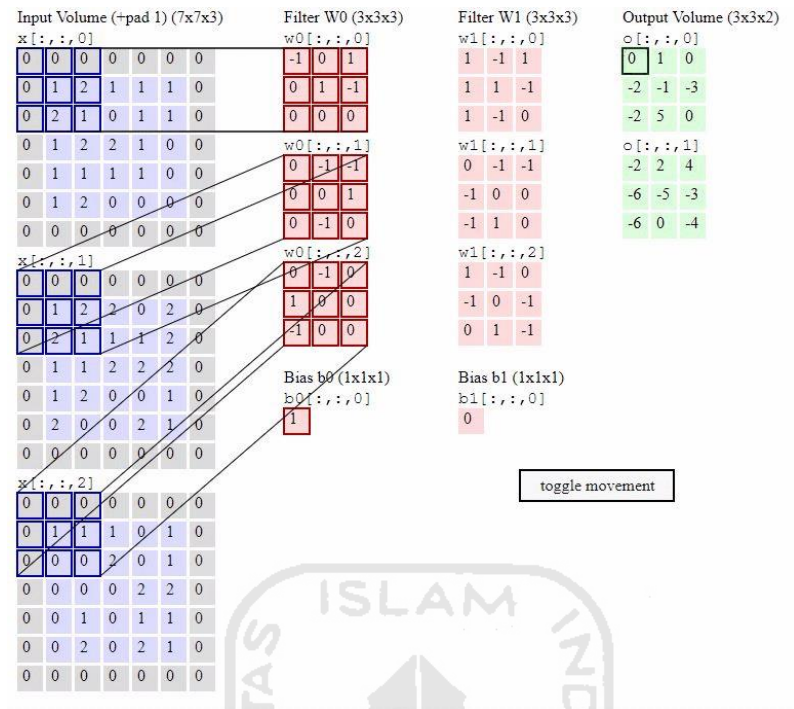 Input Volume (+pad 1) (7x7x3)
x[:,:,0]
0 0 0 0 0 0 0
0 1 2 1 1 1 0
0 2 1 0 1 1 0
0 1 2 2 1 0 0
0 1 1 1 1 0 0
0 1 2 0 0 0 0
0 0 0 0 0 0 0
x[:,:,1]
0 0 0 0 0 0 0
0 1 2 2 0 2 0
0 2 1 1 1 2 0
0 1 1 2 2 2 0
0 1 2 0 0 1 0
0 2 0 0 2 1 0
0 0 0 0 0 0 0
x[:,:,2]
0 0 0 0 0 0 0
0 1 1 1 0 1 0
0 0 0 2 0 1 0
0 0 0 0 2 2 0
0 0 1 0 1 1 0
0 0 2 0 2 1 0
0 0 0 0 0 0 0
Filter W0 (3x3x3)
w0[:,:,0]
-1 0 1
0 1 -1
0 0 0
w0[:,:,1]
0 -1 -1
0 0 1
0 -1 0
w0[:,:,2]
0 -1 0
1 0 0
-1 0 0
Bias b0 (1x1x1)
b0[:,:,0]
1
Filter W1 (3x3x3)
w1[:,:,0]
1 -1 1
1 1 -1
1 -1 0
w1[:,:,1]
0 -1 -1
-1 0 0
-1 1 0
w1[:,:,2]
1 -1 0
-1 0 -1
0 1 -1
Bias b1 (1x1x1)
b1[:,:,0]
0
Output Volume (3x3x2)
o[:,:,0]
0 1 0
-2 -1 -3
-2 5 0
o[:,:,1]
-2 2 4
-6 -5 -3
-6 0 -4
toggle movement
ISLAM